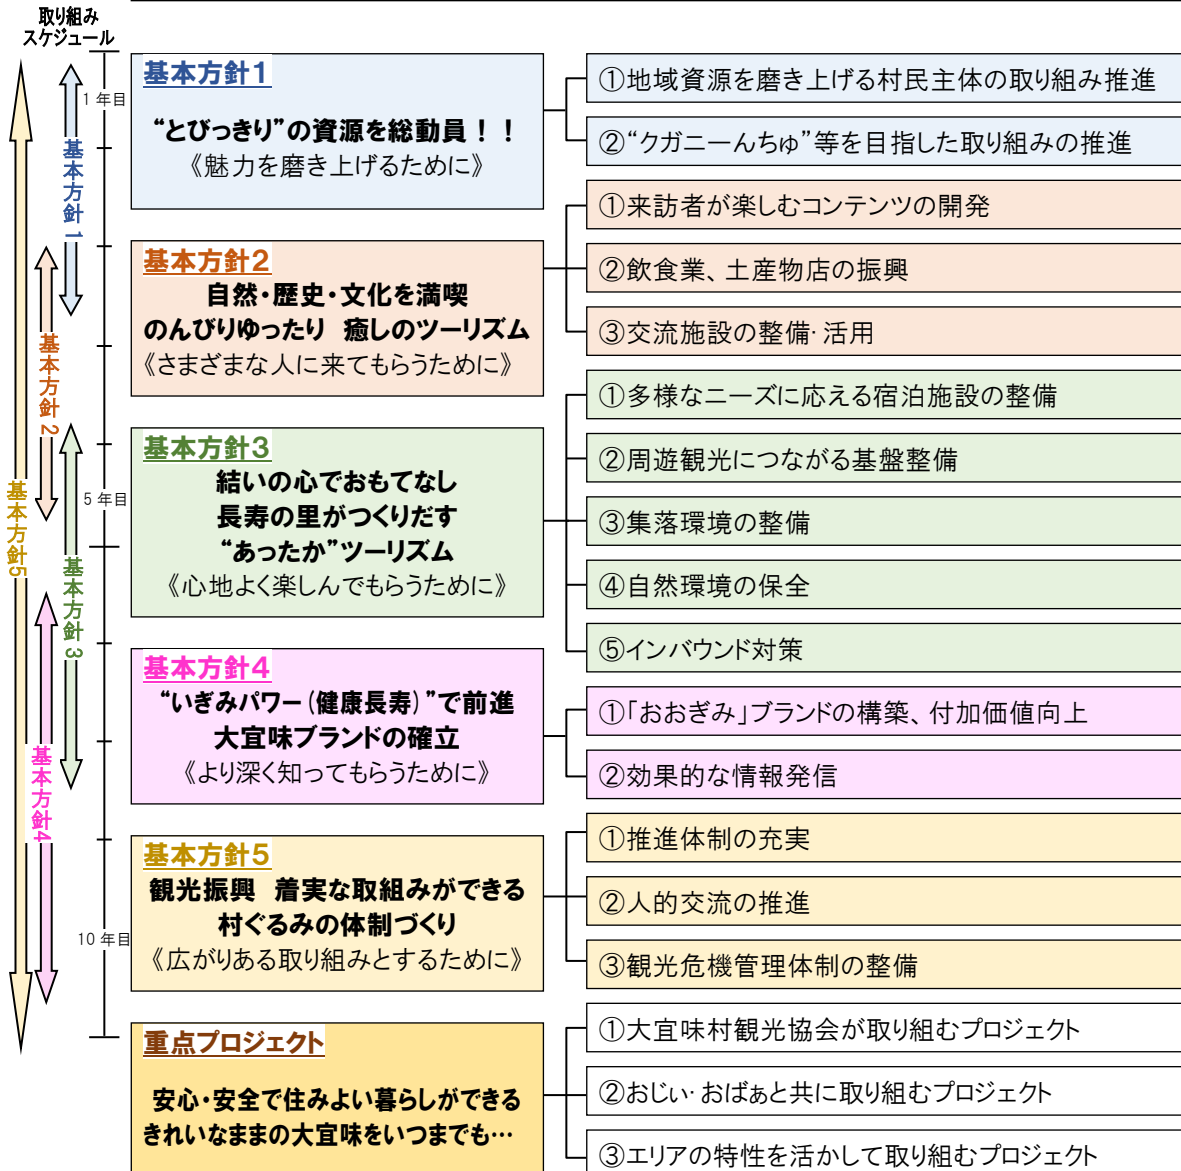 取り組み
スケジュール
1年目
5年目
10年目
基本方針1
基本方針2
基本方針3
基本方針4
基本方針5
基本方針1
“とびっきり”の資源を総動員!!
《魅力を磨き上げるために》
①地域資源を磨き上げる村民主体の取り組み推進
②“クガニーんちゅ”等を目指した取り組みの推進
基本方針2
自然・歴史・文化を満喫
のんびりゆったり 癒しのツーリズム
《さまざまな人に来てもらうために》
①来訪者が楽しむコンテンツの開発
②飲食業、土産物店の振興
③交流施設の整備・活用
基本方針3
結いの心でおもてなし
長寿の里がつくりだす
“あったか”ツーリズム
《心地よく楽しんでもらうために》
①多様なニーズに応える宿泊施設の整備
②周遊観光につながる基盤整備
③集落環境の整備
④自然環境の保全
⑤インバウンド対策
基本方針4
“いぎみパワー(健康長寿)”で前進
大宜味ブランドの確立
《より深く知ってもらうために》
①「おおぎみ」ブランドの構築、付加価値向上
②効果的な情報発信
基本方針5
観光振興 着実な取組みができる
村ぐるみの体制づくり
《広がりある取り組みとするために》
①推進体制の充実
②人的交流の推進
③観光危機管理体制の整備
重点プロジェクト
安心・安全で住みよい暮らしができる
きれいなままの大宜味をいつまでも…
①大宜味村観光協会が取り組むプロジェクト
②おじぃ・おばぁと共に取り組むプロジェクト
③エリアの特性を活かして取り組むプロジェクト